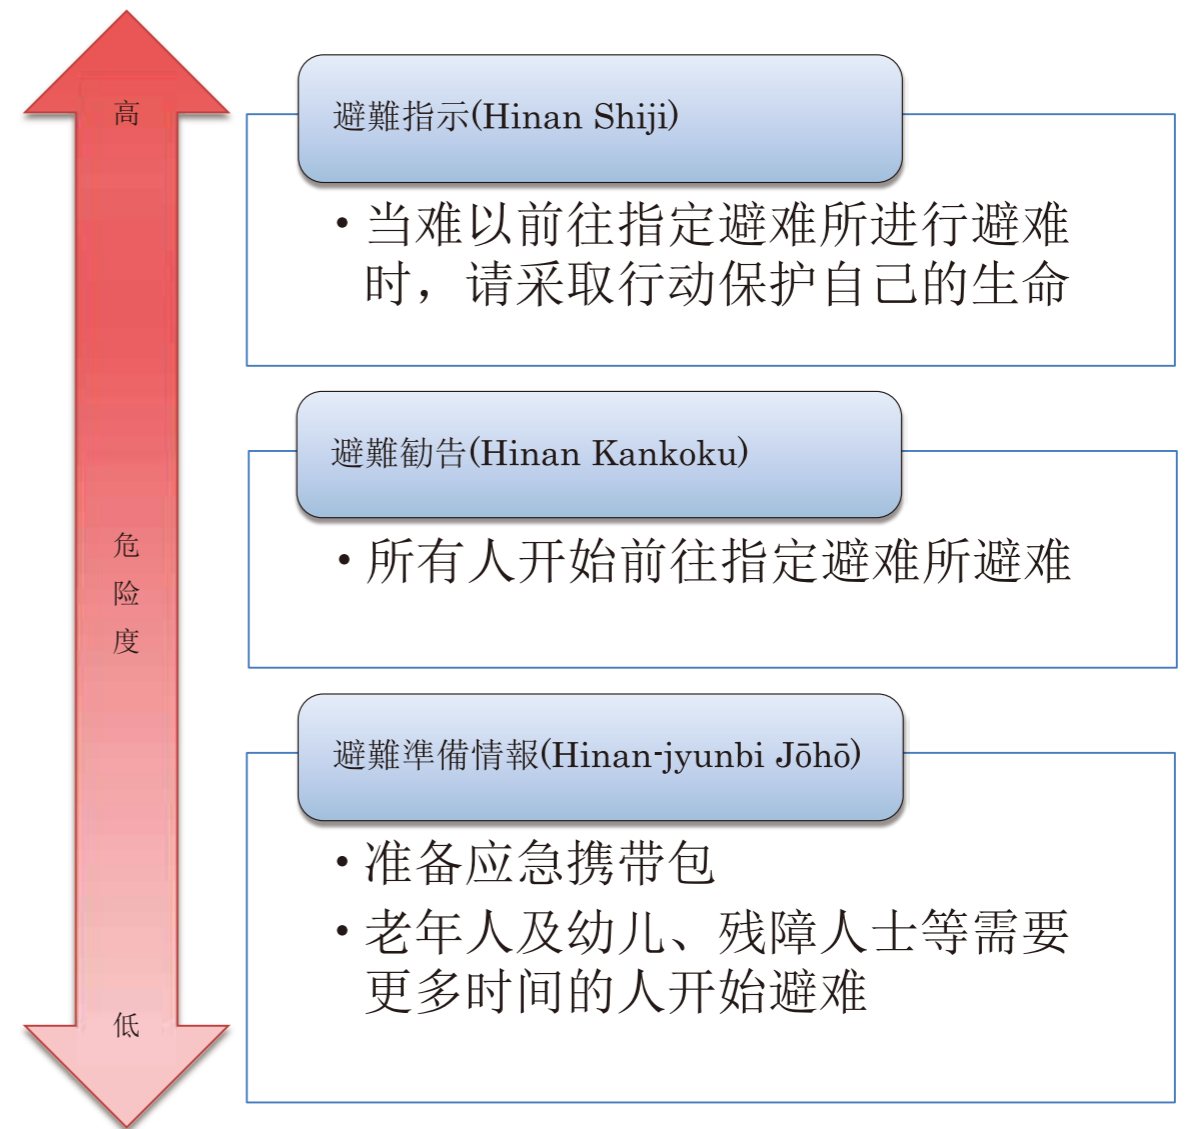 高
避難指示(Hinan Shiji)
・当难以前往指定避难所进行避难
时，请采取行动保护自己的生命
避難勧告(Hinan Kankoku)
・所有人开始前往指定避难所避难
危
险
度
避難準備情報(Hinan-jyunbi Jōhō)
・准备应急携带包
・老年人及幼儿、残障人士等需要
更多时间的人开始避难
低